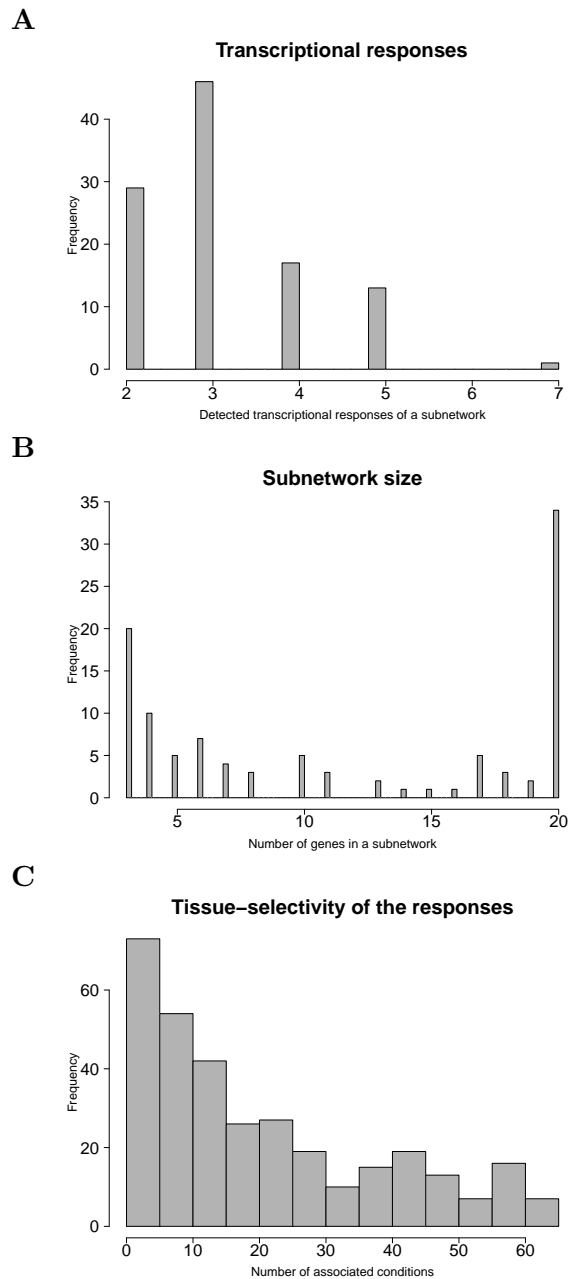 A
Transcriptional responses
Frequency
40
30
20
10
0
2 3 4 5 6 7
Detected transcriptional responses of a subnetwork
B
Subnetwork size
Frequency
35
30
25
20
15
10
5
0
5 10 15 20
Number of genes in a subnetwork
C
Tissue−selectivity of the responses
Frequency
60
40
20
0
0 10 20 30 40 50 60
Number of associated conditions